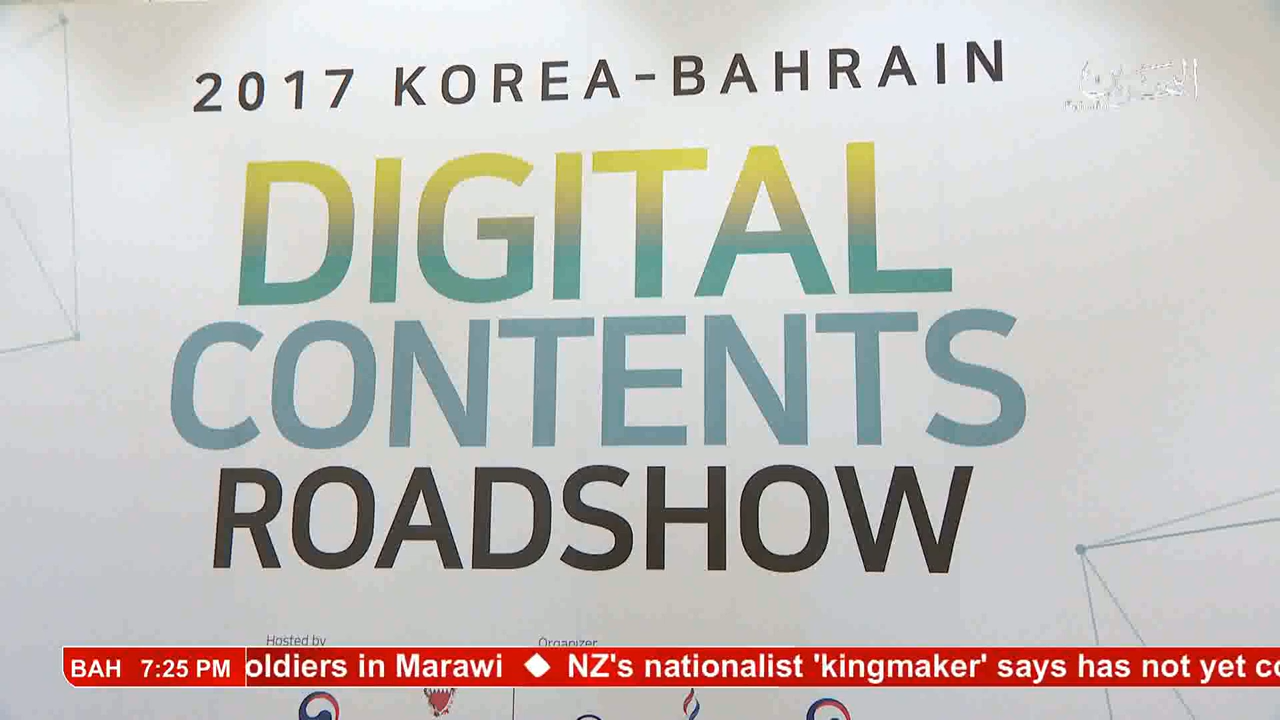 2017 KOREA-BAHRAIN
البحرين
DIGITAL
CONTENTS
ROADSHOW
Hosted by
Organizer
BAH 7:25 PM
oldiers in Marawi ◆ NZ's nationalist 'kingmaker' says has not yet c